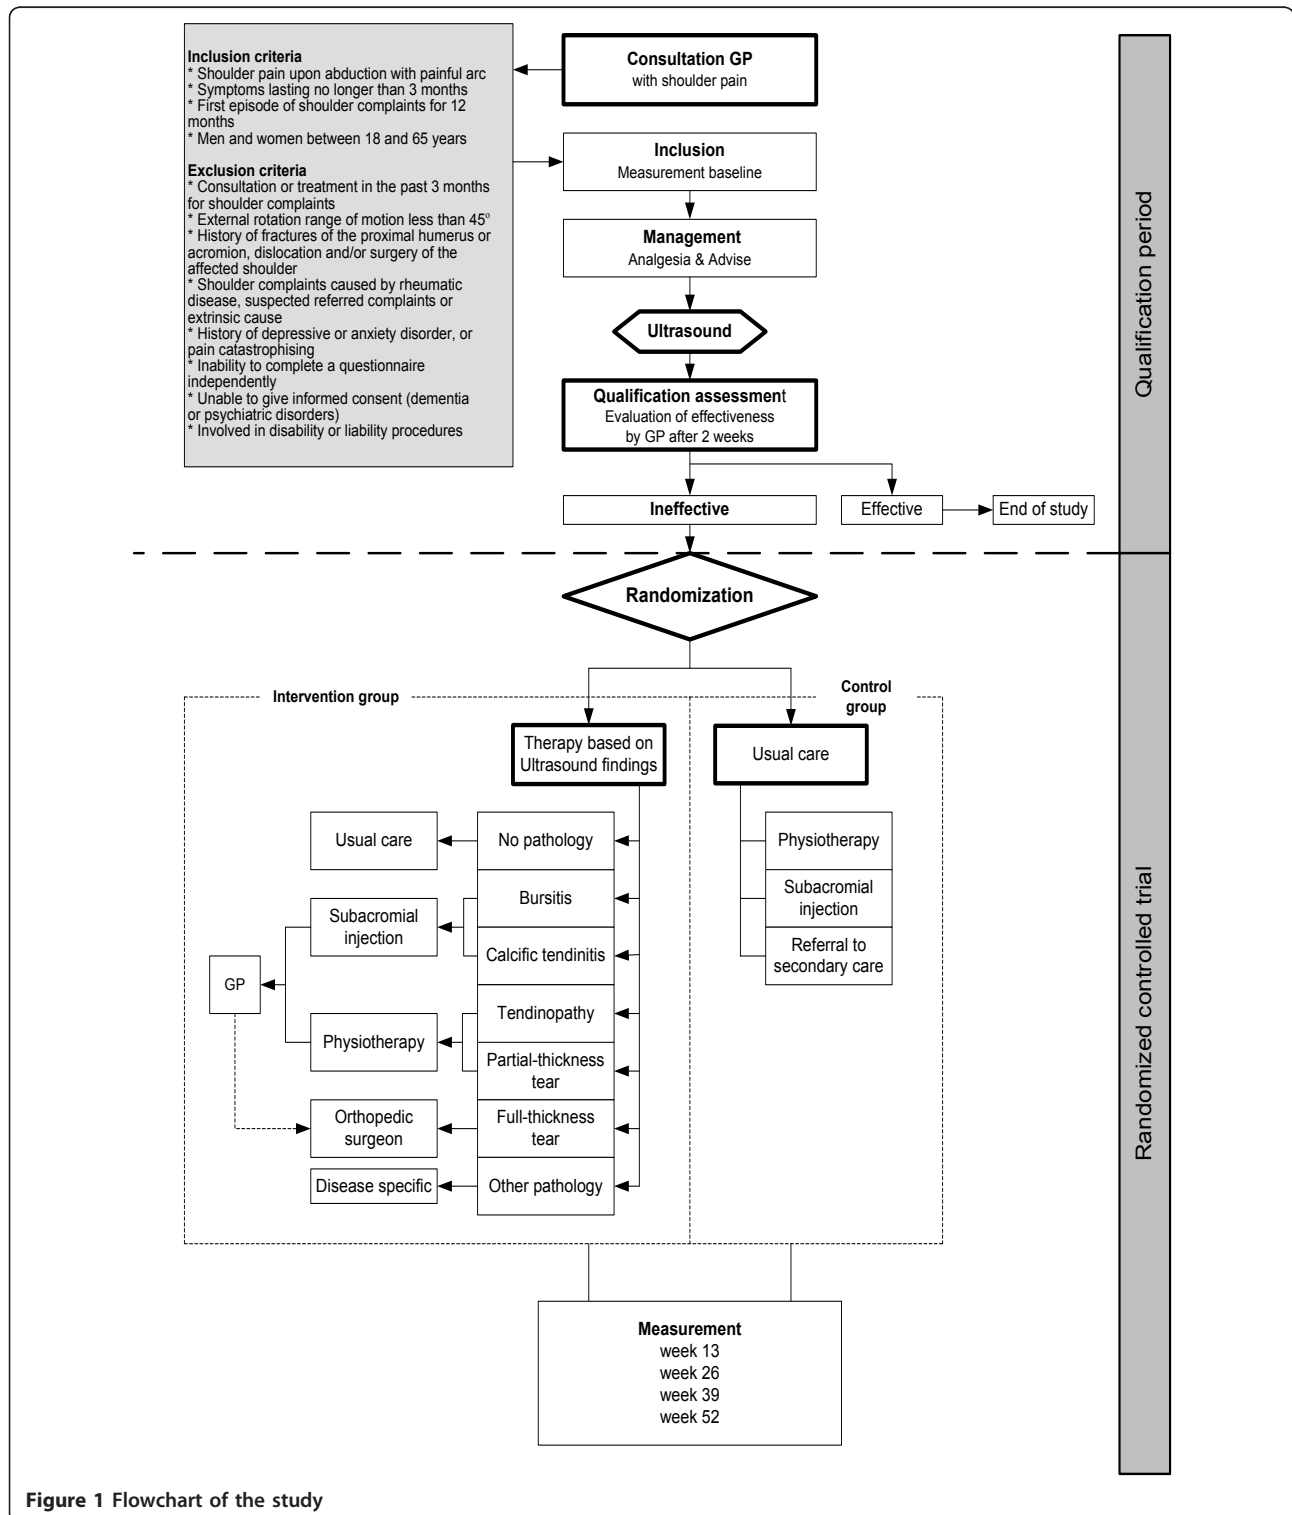 Consultation GP
with shoulder pain
Inclusion criteria
* Shoulder pain upon abduction with painful arc
* Symptoms lasting no longer than 3 months
* First episode of shoulder complaints for 12
months
* Men and women between 18 and 65 years
Exclusion criteria
* Consultation or treatment in the past 3 months
for shoulder complaints
* External rotation range of motion less than 45°
* History of fractures of the proximal humerus or
acromion, dislocation and/or surgery of the
affected shoulder
* Shoulder complaints caused by rheumatic
disease, suspected referred complaints or
extrinsic cause
* History of depressive or anxiety disorder, or
pain catastrophising
* Inability to complete a questionnaire
independently
* Unable to give informed consent (dementia
or psychiatric disorders)
* Involved in disability or liability procedures
Inclusion
Measurement baseline
Management
Analgesia & Advise
Ultrasound
Qualification assessment
Evaluation of effectiveness
by GP after 2 weeks
Ineffective
Effective
End of study
Qualification period
Randomization
Intervention group
Control
group
Therapy based on
Ultrasound findings
Usual care
Usual care
No pathology
Physiotherapy
Subacromial
injection
Bursitis
Subacromial
injection
Calcific tendinitis
Referral to
secondary care
GP
Physiotherapy
Tendinopathy
Partial-thickness
tear
Orthopedic
surgeon
Full-thickness
tear
Disease specific
Other pathology
Randomized controlled trial
Measurement
week 13
week 26
week 39
week 52
Figure 1 Flowchart of the study